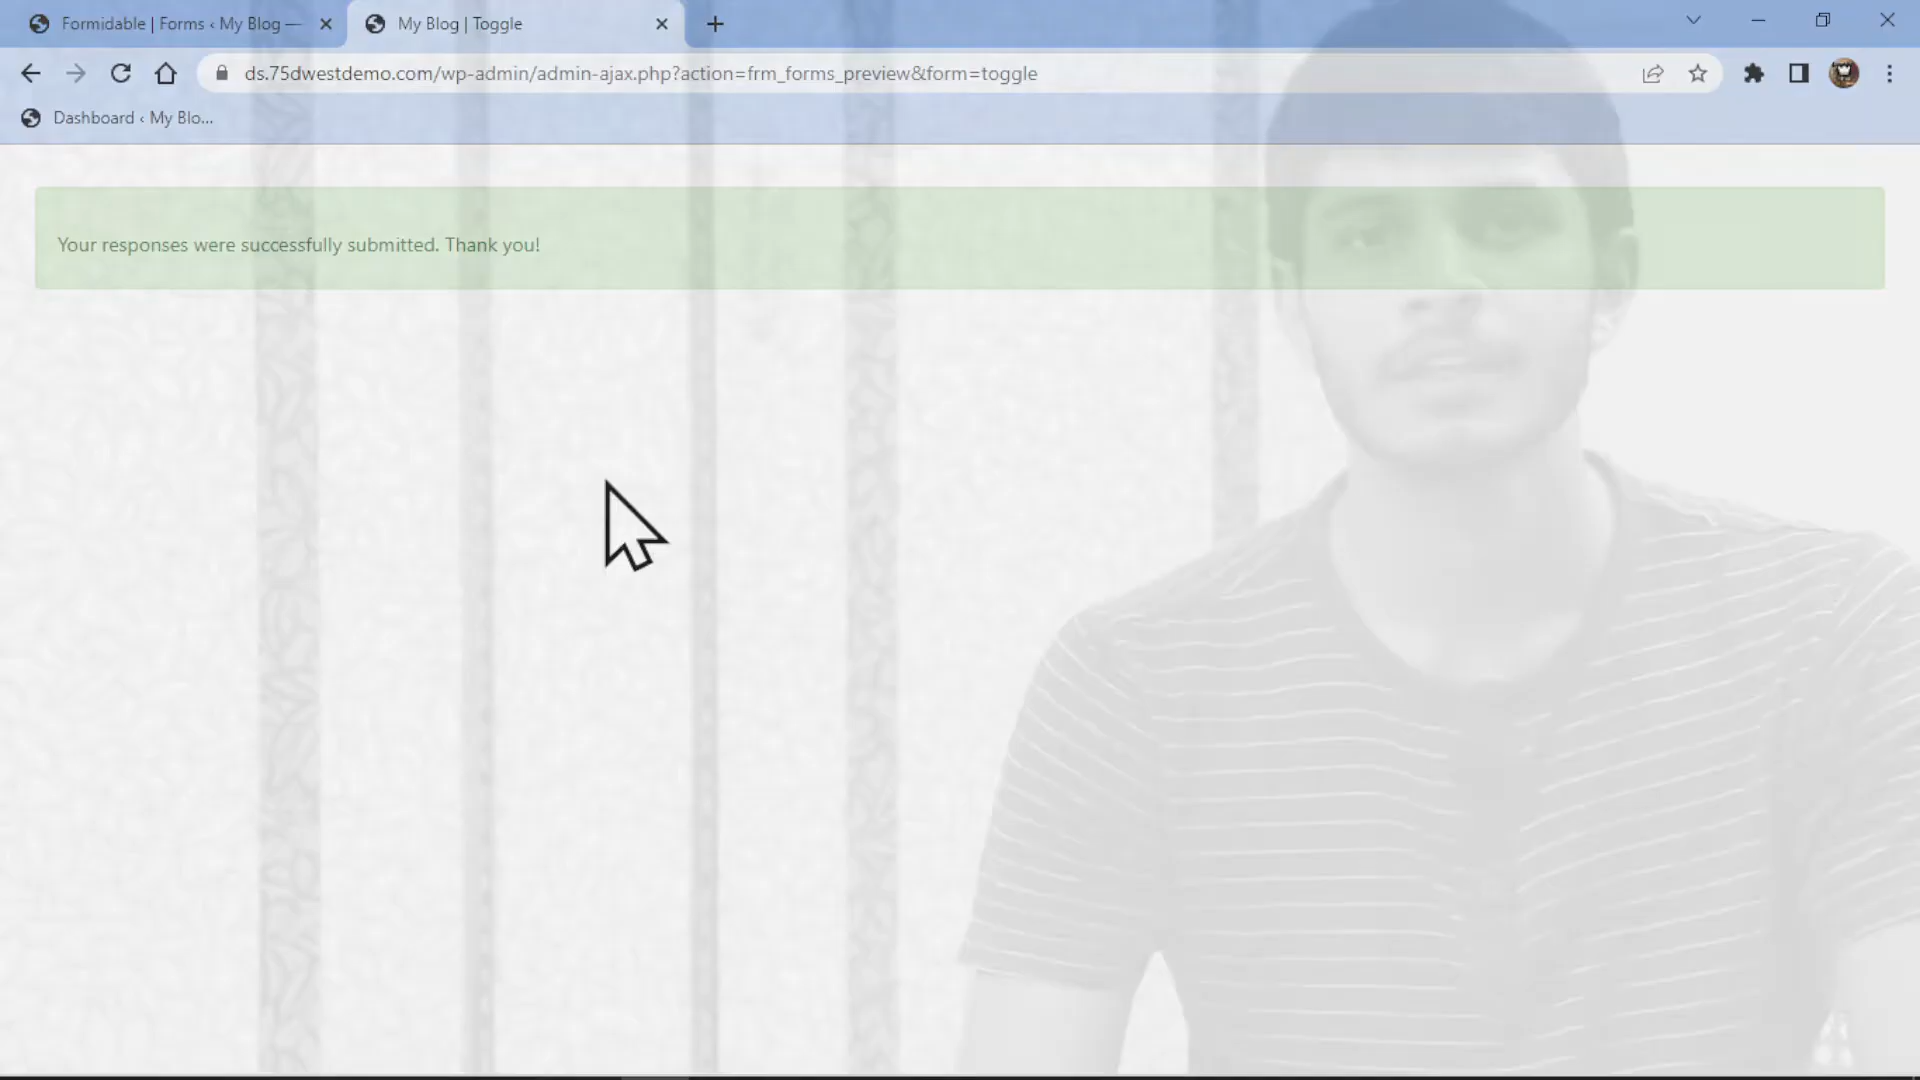 Formidable | Forms ‹ My Blog —
My Blog | Toggle
ds.75dwestdemo.com/wp-admin/admin-ajax.php?action=frm_forms_preview&form=toggle
Dashboard ‹ My Blo...
Your responses were successfully submitted. Thank you!